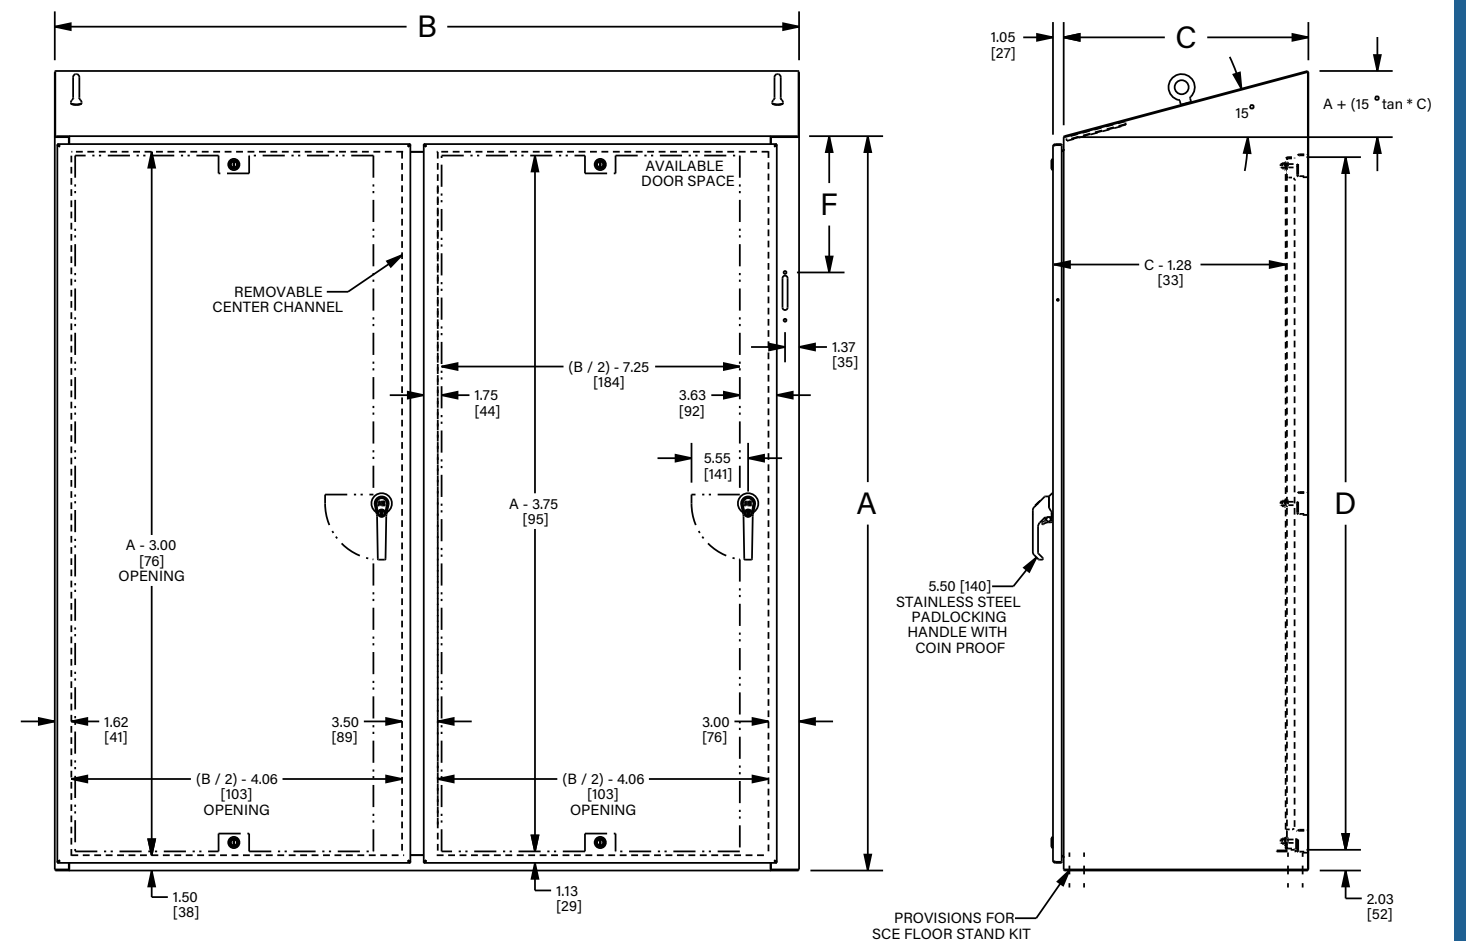 B
1.05
[27]
C
A + (15 ° tan * C)
15°
AVAILABLE
DOOR SPACE
F
C - 1.28
[33]
REMOVABLE
CENTER CHANNEL
1.37
[35]
(B / 2) - 7.25
[184]
1.75
[44]
3.63
[92]
5.55
[141]
A - 3.75
[95]
A
D
A - 3.00
[76]
OPENING
5.50 [140]
STAINLESS STEEL
PADLOCKING
HANDLE WITH
COIN PROOF
1.62
[41]
3.50
[89]
3.00
[76]
(B / 2) - 4.06
[103]
OPENING
(B / 2) - 4.06
[103]
OPENING
1.50
[38]
1.13
[29]
2.03
[52]
PROVISIONS FOR
SCE FLOOR STAND KIT